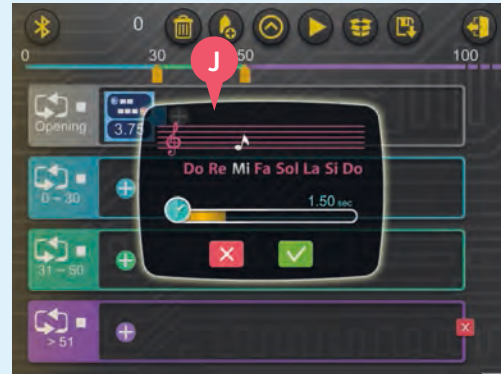 0
0 30 50 100
J
Opening
3.75
Do Re Mi Fa Sol La Si Do
1.50 sec
0 ~ 30
31 ~ 50
> 51